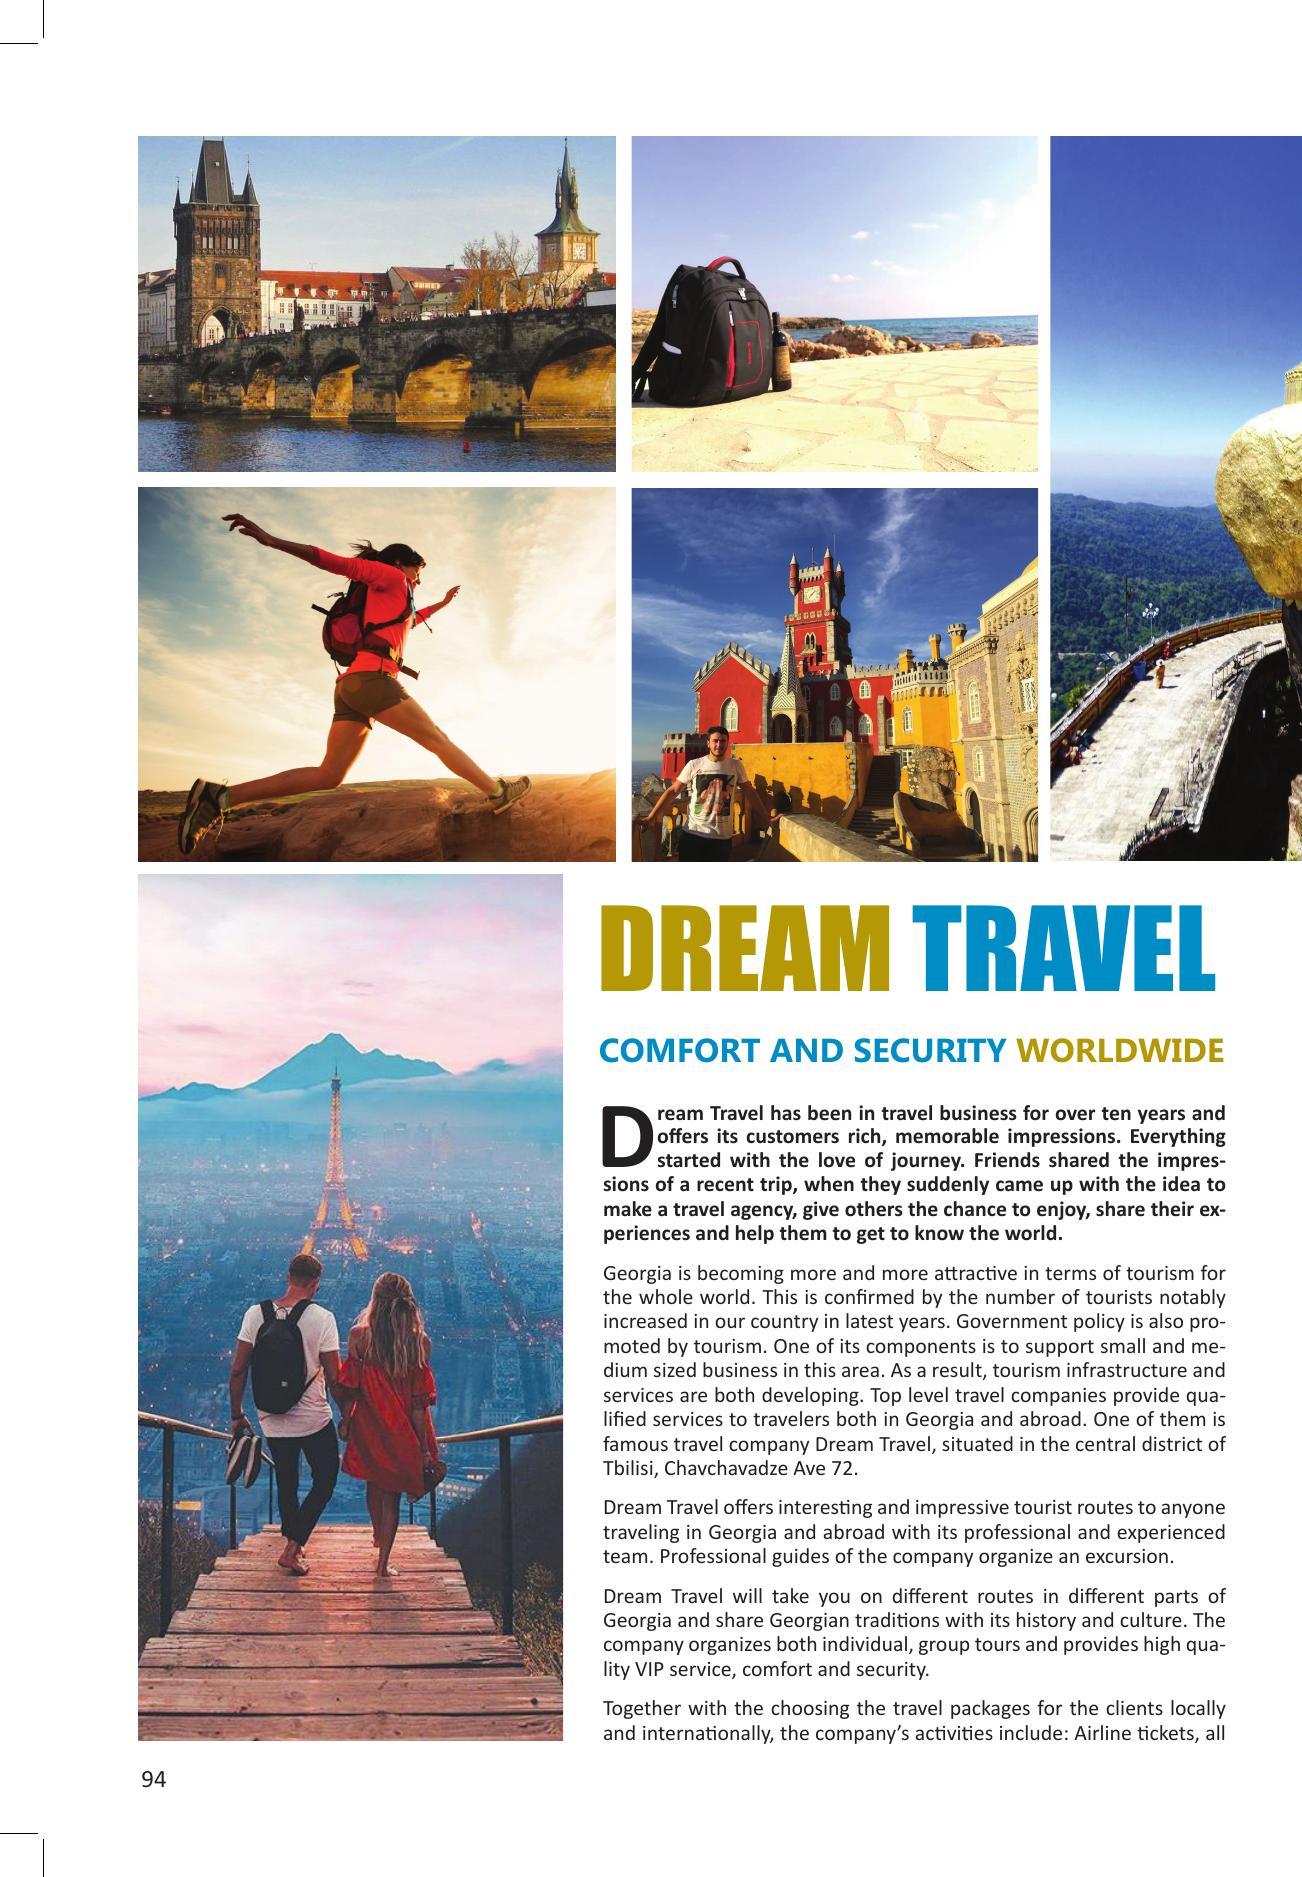 DREAM TRAVEL
COMFORT AND SECURITY WORLDWIDE
Dream Travel has been in travel business for over ten years and
offers its customers rich, memorable impressions. Everything
started with the love of journey. Friends shared the impres-
sions of a recent trip, when they suddenly came up with the idea to
make a travel agency, give others the chance to enjoy, share their ex-
periences and help them to get to know the world.
Georgia is becoming more and more attractive in terms of tourism for
the whole world. This is confirmed by the number of tourists notably
increased in our country in latest years. Government policy is also pro-
moted by tourism. One of its components is to support small and me-
dium sized business in this area. As a result, tourism infrastructure and
services are both developing. Top level travel companies provide qua-
lified services to travelers both in Georgia and abroad. One of them is
famous travel company Dream Travel, situated in the central district of
Tbilisi, Chavchavadze Ave 72.
Dream Travel offers interesting and impressive tourist routes to anyone
traveling in Georgia and abroad with its professional and experienced
team. Professional guides of the company organize an excursion.
Dream Travel will take you on different routes in different parts of
Georgia and share Georgian traditions with its history and culture. The
company organizes both individual, group tours and provides high qua-
lity VIP service, comfort and security.
Together with the choosing the travel packages for the clients locally
and internationally, the company’s activities include: Airline tickets, all
94